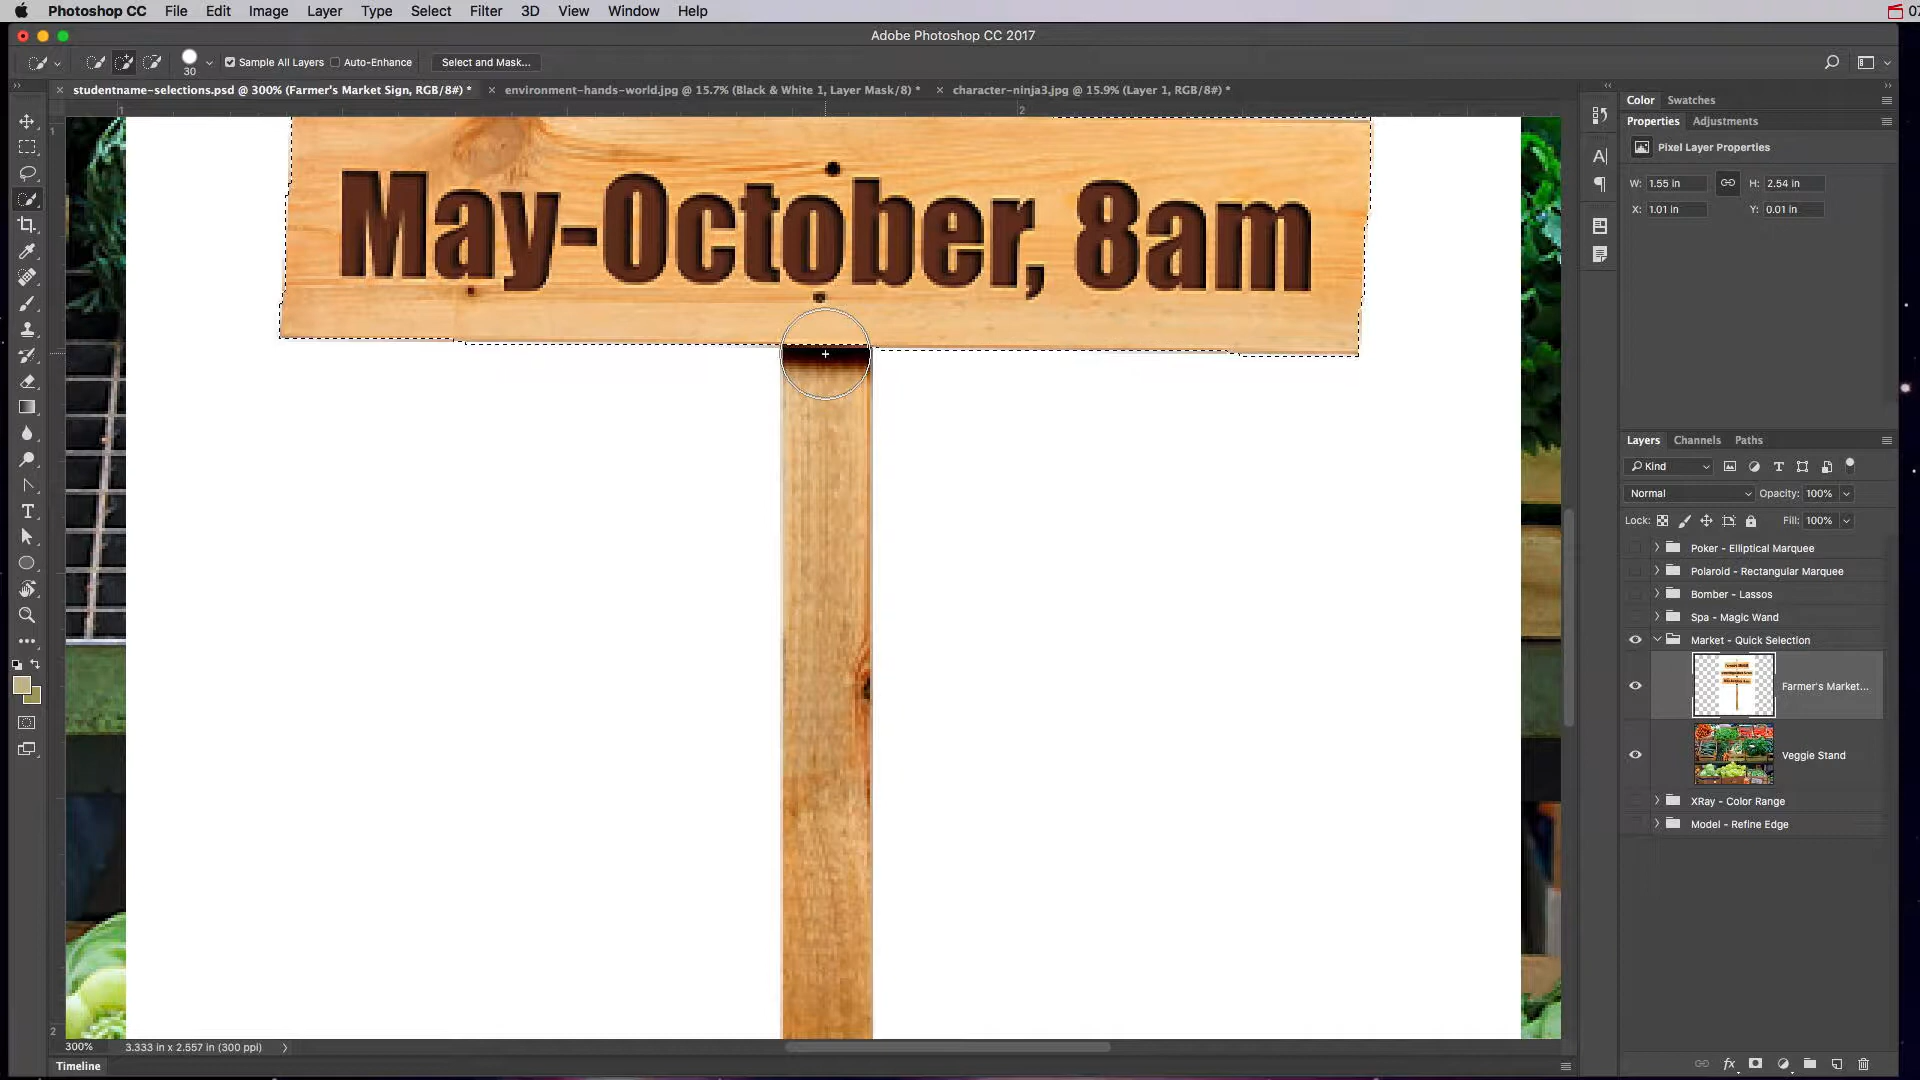 Photoshop CC File Edit Image Layer Type Select Filter 3D View Window Help 07
Adobe Photoshop CC 2017
30 Sample All Layers Auto-Enhance Select and Mask...
studentname-selections.psd @ 300% (Farmer's Market Sign, RGB/8#) * environment-hands-world.jpg @ 15.7% (Black & White 1, Layer Mask/8) * character-ninja3.jpg @ 15.9% (Layer 1, RGB/8#) *
1 2
1
May-October, 8am
2
300% 3.333 in x 2.557 in (300 ppi)
Timeline
Color Swatches
Properties Adjustments
Pixel Layer Properties
W: 1.55 in H: 2.54 in
X: 1.01 in Y: 0.01 in
Layers Channels Paths
Kind
Normal Opacity: 100%
Lock: Fill: 100%
Poker - Elliptical Marquee
Polaroid - Rectangular Marquee
Bomber - Lassos
Spa - Magic Wand
Market - Quick Selection
Farmer's Market...
Veggie Stand
XRay - Color Range
Model - Refine Edge